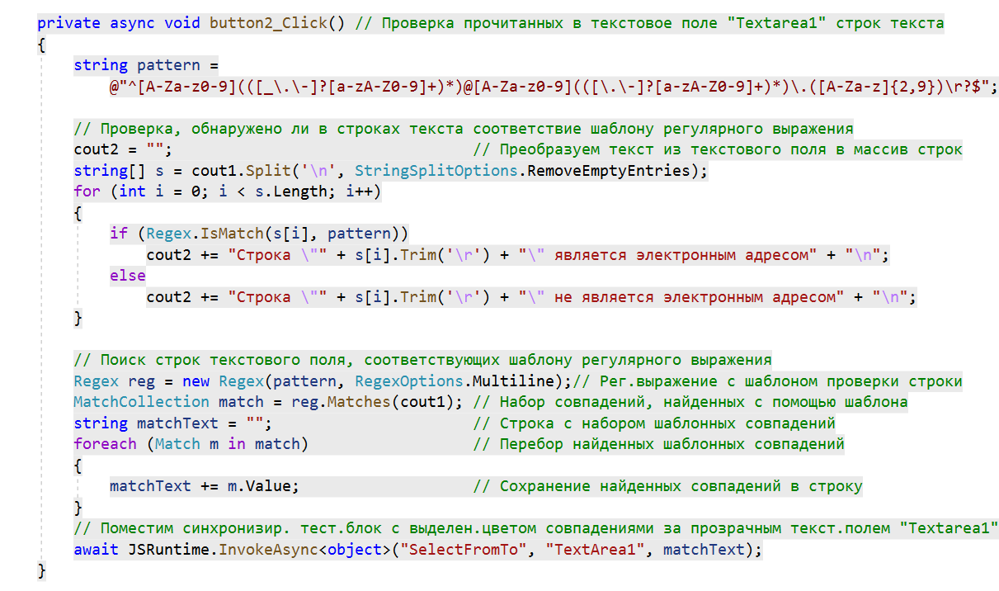 private async void button2_Click() // Проверка прочитанных в текстовое поле "Textarea1" строк текста
{
string pattern =
@"^[A-Za-z0-9](([_\.\-]?[a-zA-Z0-9]+)*)@[A-Za-z0-9](([\.\-]?[a-zA-Z0-9]+)*)\.([A-Za-z]{2,9})\r?$";
// Проверка, обнаружено ли в строках текста соответствие шаблону регулярного выражения
cout2 = ""; // Преобразуем текст из текстового поля в массив строк
string[] s = cout1.Split('\n', StringSplitOptions.RemoveEmptyEntries);
for (int i = 0; i < s.Length; i++)
{
if (Regex.IsMatch(s[i], pattern))
cout2 += "Строка \"" + s[i].Trim('\r') + "\" является электронным адресом" + "\n";
else
cout2 += "Строка \"" + s[i].Trim('\r') + "\" не является электронным адресом" + "\n";
}
// Поиск строк текстового поля, соответствующих шаблону регулярного выражения
Regex reg = new Regex(pattern, RegexOptions.Multiline);// Рег.выражение с шаблоном проверки строки
MatchCollection match = reg.Matches(cout1); // Набор совпадений, найденных с помощью шаблона
string matchText = ""; // Строка с набором шаблонных совпадений
foreach (Match m in match) // Перебор найденных шаблонных совпадений
{
matchText += m.Value; // Сохранение найденных совпадений в строку
}
// Поместим синхронизир. тест.блок с выделен.цветом совпадениями за прозрачным текст.полем "Textarea1"
await JSRuntime.InvokeAsync<object>("SelectFromTo", "TextArea1", matchText);
}